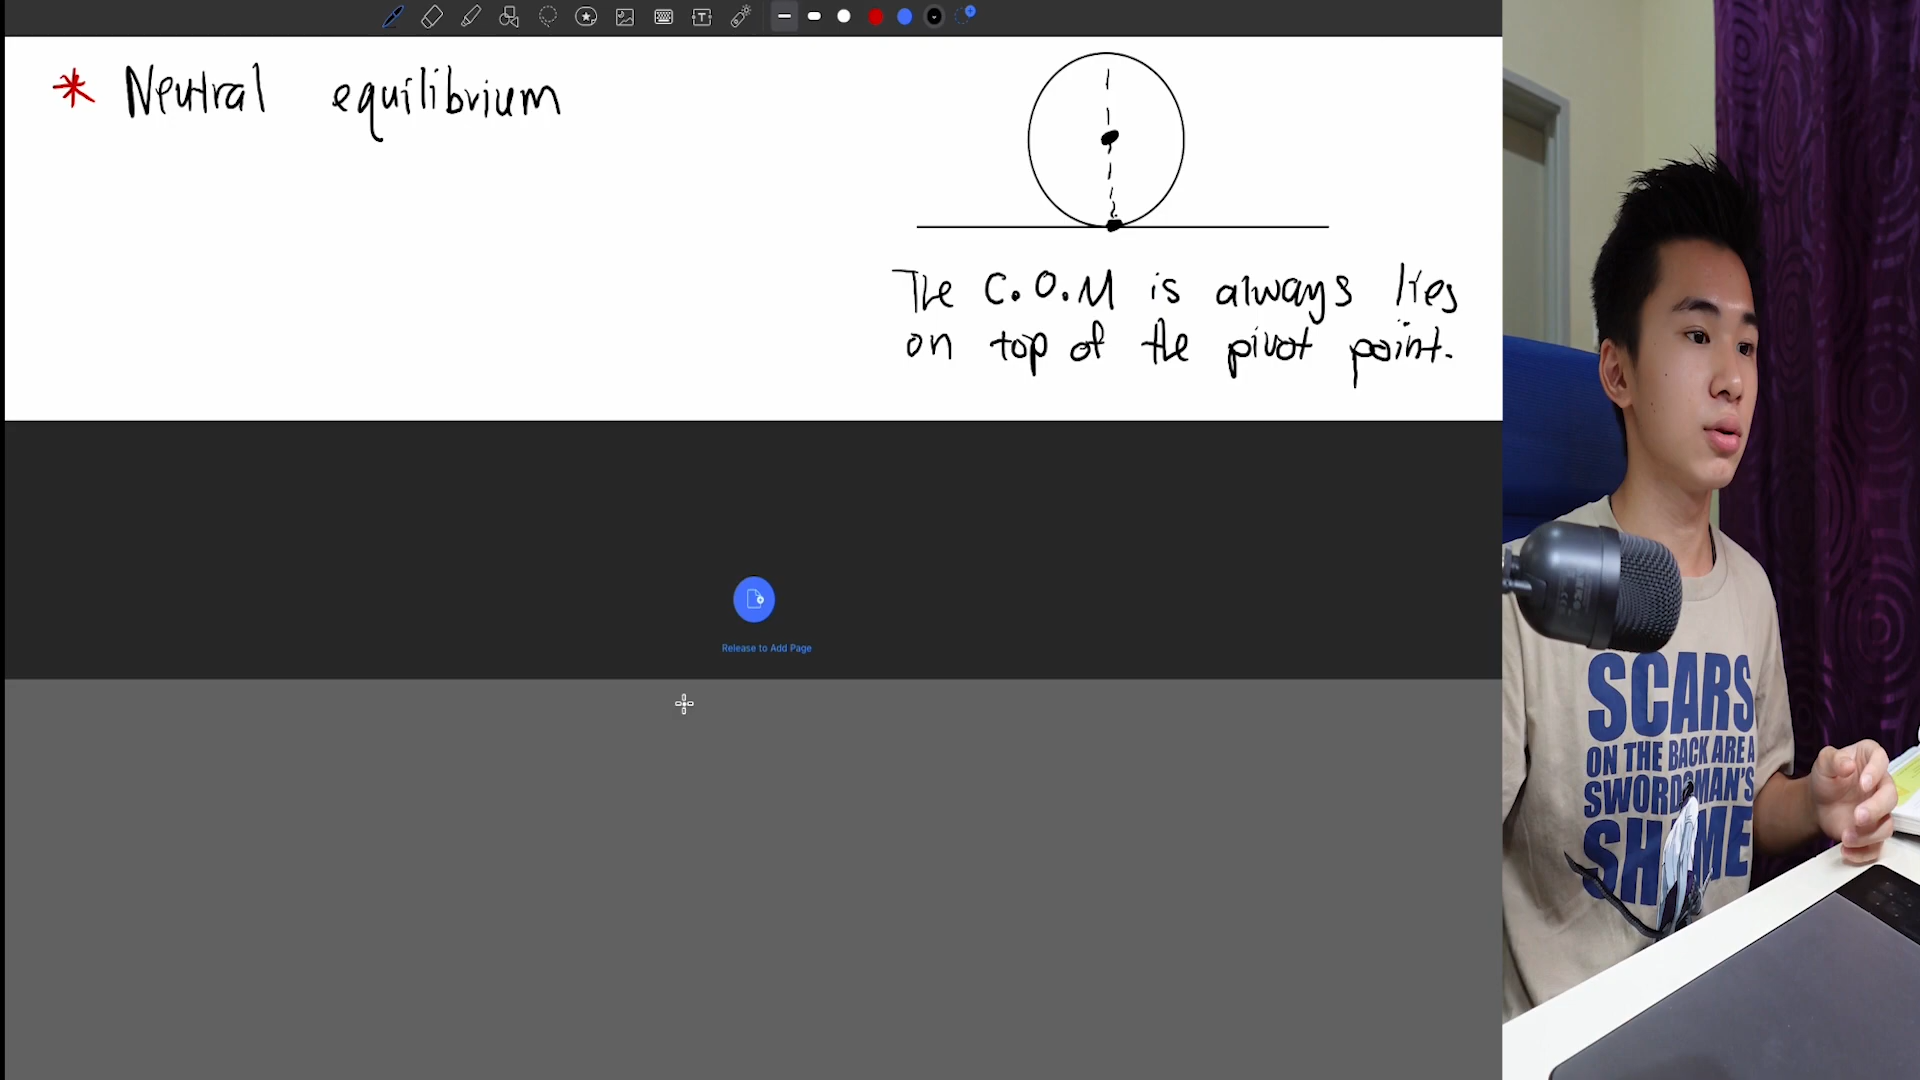 * Neutral equilibrium
The C.O.M is always lies
on top of the pivot point.
Release to Add Page
SCARS
ON THE BACK ARE A
SWORDSMAN'S
SHAME